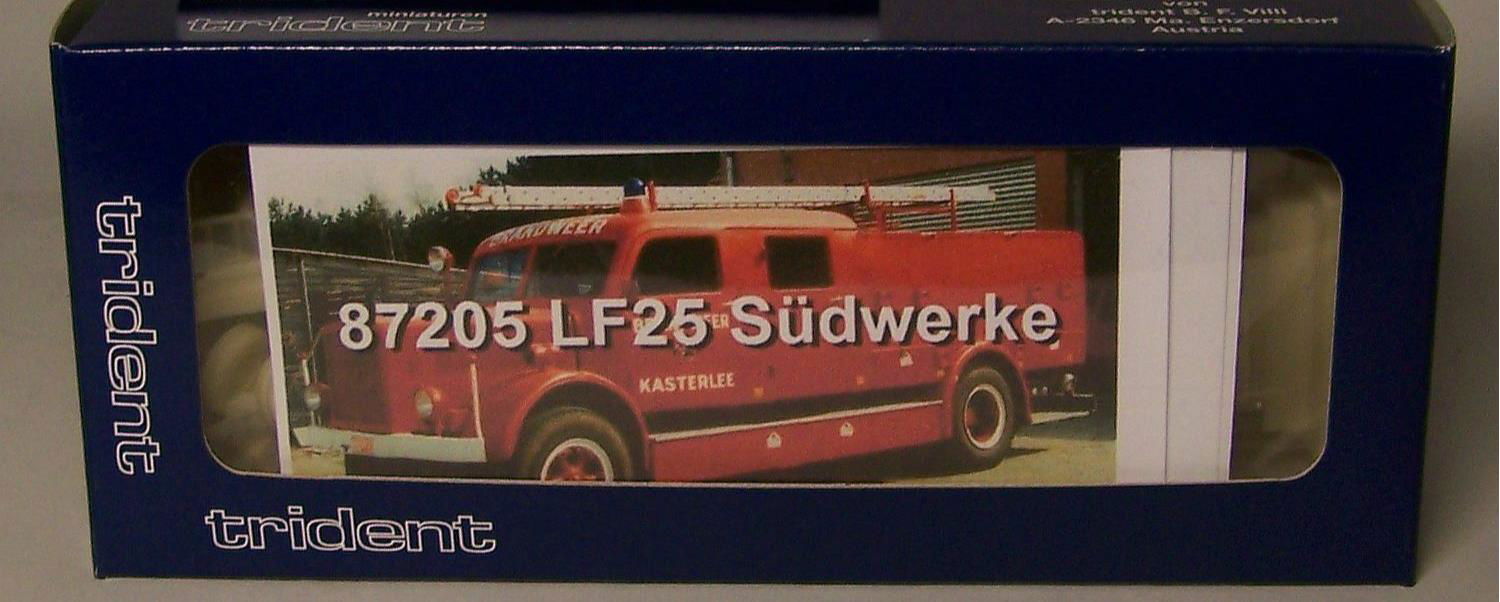 miniaturen
trident
von
trident B. F. Villi
A-2346 Ma. Enzersdorf
Austria
trident
BRANDWEER
87205 LF25 Südwerke
KASTERLEE
trident